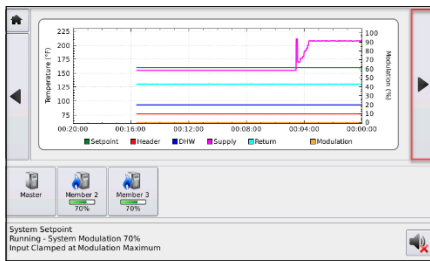 225
200
175
150
125
100
75
Temperature (°F)
100
90
80
70
60
50
40
30
20
10
0
Modulation (%)
00:20:00 00:16:00 00:12:00 00:08:00 00:04:00 00:00:00
Setpoint Header DHW Supply Return Modulation
Master Member 2 Member 3
70% 70%
System Setpoint
Running - System Modulation 70%
Input Clamped at Modulation Maximum